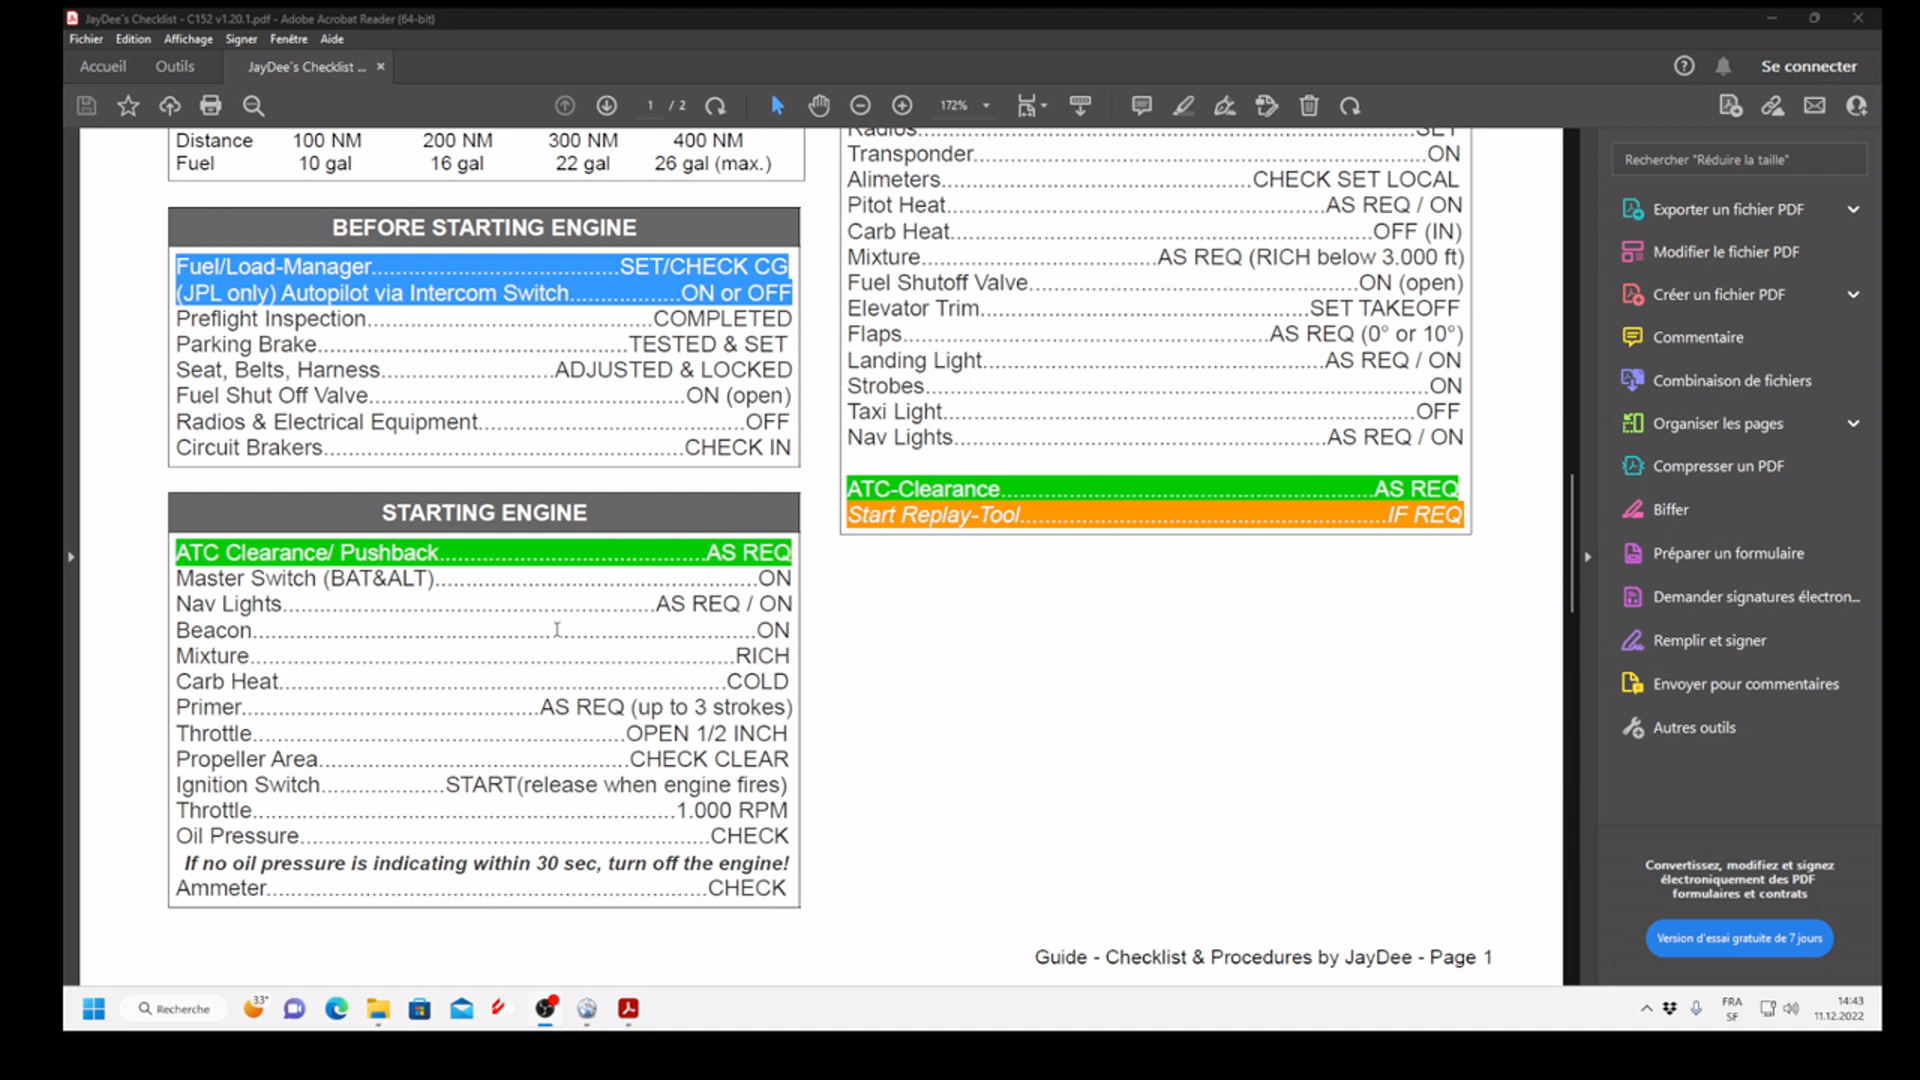 JayDee's Checklist - C152 v1.20.1.pdf - Adobe Acrobat Reader (64-bit)
Fichier Edition Affichage Signer Fenêtre Aide
Accueil Outils JayDee's Checklist ... ×
Se connecter
1 / 2 172%
Distance 100 NM 200 NM 300 NM 400 NM
Fuel 10 gal 16 gal 22 gal 26 gal (max.)
BEFORE STARTING ENGINE
Fuel/Load-Manager..........SET/CHECK CG
(JPL only) Autopilot via Intercom Switch..........ON or OFF
Preflight Inspection..........COMPLETED
Parking Brake..........TESTED & SET
Seat, Belts, Harness..........ADJUSTED & LOCKED
Fuel Shut Off Valve..........ON (open)
Radios & Electrical Equipment..........OFF
Circuit Brakers..........CHECK IN
STARTING ENGINE
ATC Clearance/ Pushback..........AS REQ
Master Switch (BAT&ALT)..........ON
Nav Lights..........AS REQ / ON
Beacon..........ON
Mixture..........RICH
Carb Heat..........COLD
Primer..........AS REQ (up to 3 strokes)
Throttle..........OPEN 1/2 INCH
Propeller Area..........CHECK CLEAR
Ignition Switch..........START(release when engine fires)
Throttle..........1.000 RPM
Oil Pressure..........CHECK
If no oil pressure is indicating within 30 sec, turn off the engine!
Ammeter..........CHECK
Radios..........SET
Transponder..........ON
Alimeters..........CHECK SET LOCAL
Pitot Heat..........AS REQ / ON
Carb Heat..........OFF (IN)
Mixture..........AS REQ (RICH below 3.000 ft)
Fuel Shutoff Valve..........ON (open)
Elevator Trim..........SET TAKEOFF
Flaps..........AS REQ (0° or 10°)
Landing Light..........AS REQ / ON
Strobes..........ON
Taxi Light..........OFF
Nav Lights..........AS REQ / ON
ATC-Clearance..........AS REQ
Start Replay-Tool..........IF REQ
Guide - Checklist & Procedures by JayDee - Page 1
Rechercher "Réduire la taille"
Exporter un fichier PDF
Modifier le fichier PDF
Créer un fichier PDF
Commentaire
Combinaison de fichiers
Organiser les pages
Compresser un PDF
Biffer
Préparer un formulaire
Demander signatures électron...
Remplir et signer
Envoyer pour commentaires
Autres outils
Convertissez, modifiez et signez
électroniquement des PDF
formulaires et contrats
Version d'essai gratuite de 7 jours
Recherche
33°
FRA
SF
14:43
11.12.2022